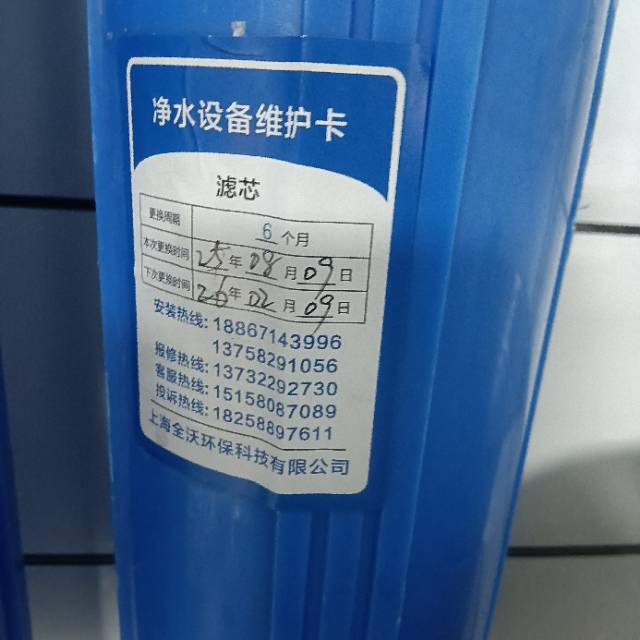 净水设备维护卡
滤芯
更换周期 6 个月
本次更换时间 25 年 08 月 09 日
下次更换时间 26 年 02 月 09 日
安装热线: 18867143996
13758291056
报修热线: 13732292730
客服热线: 15158087089
投诉热线: 18258897611
上海全沃环保科技有限公司